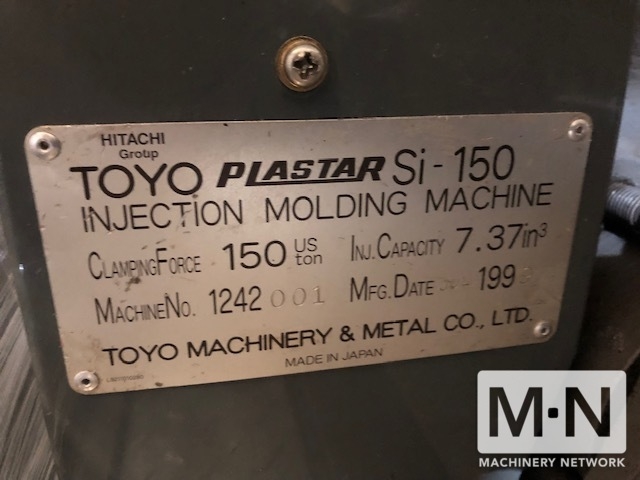 HITACHI
Group
TOYO PLASTAR Si-150
INJECTION MOLDING MACHINE
CLAMPING FORCE 150 US ton INJ. CAPACITY 7.37in³
MACHINE NO. 1242 001 MFG. DATE 199
TOYO MACHINERY & METAL CO., LTD.
MADE IN JAPAN
M·N
MACHINERY NETWORK